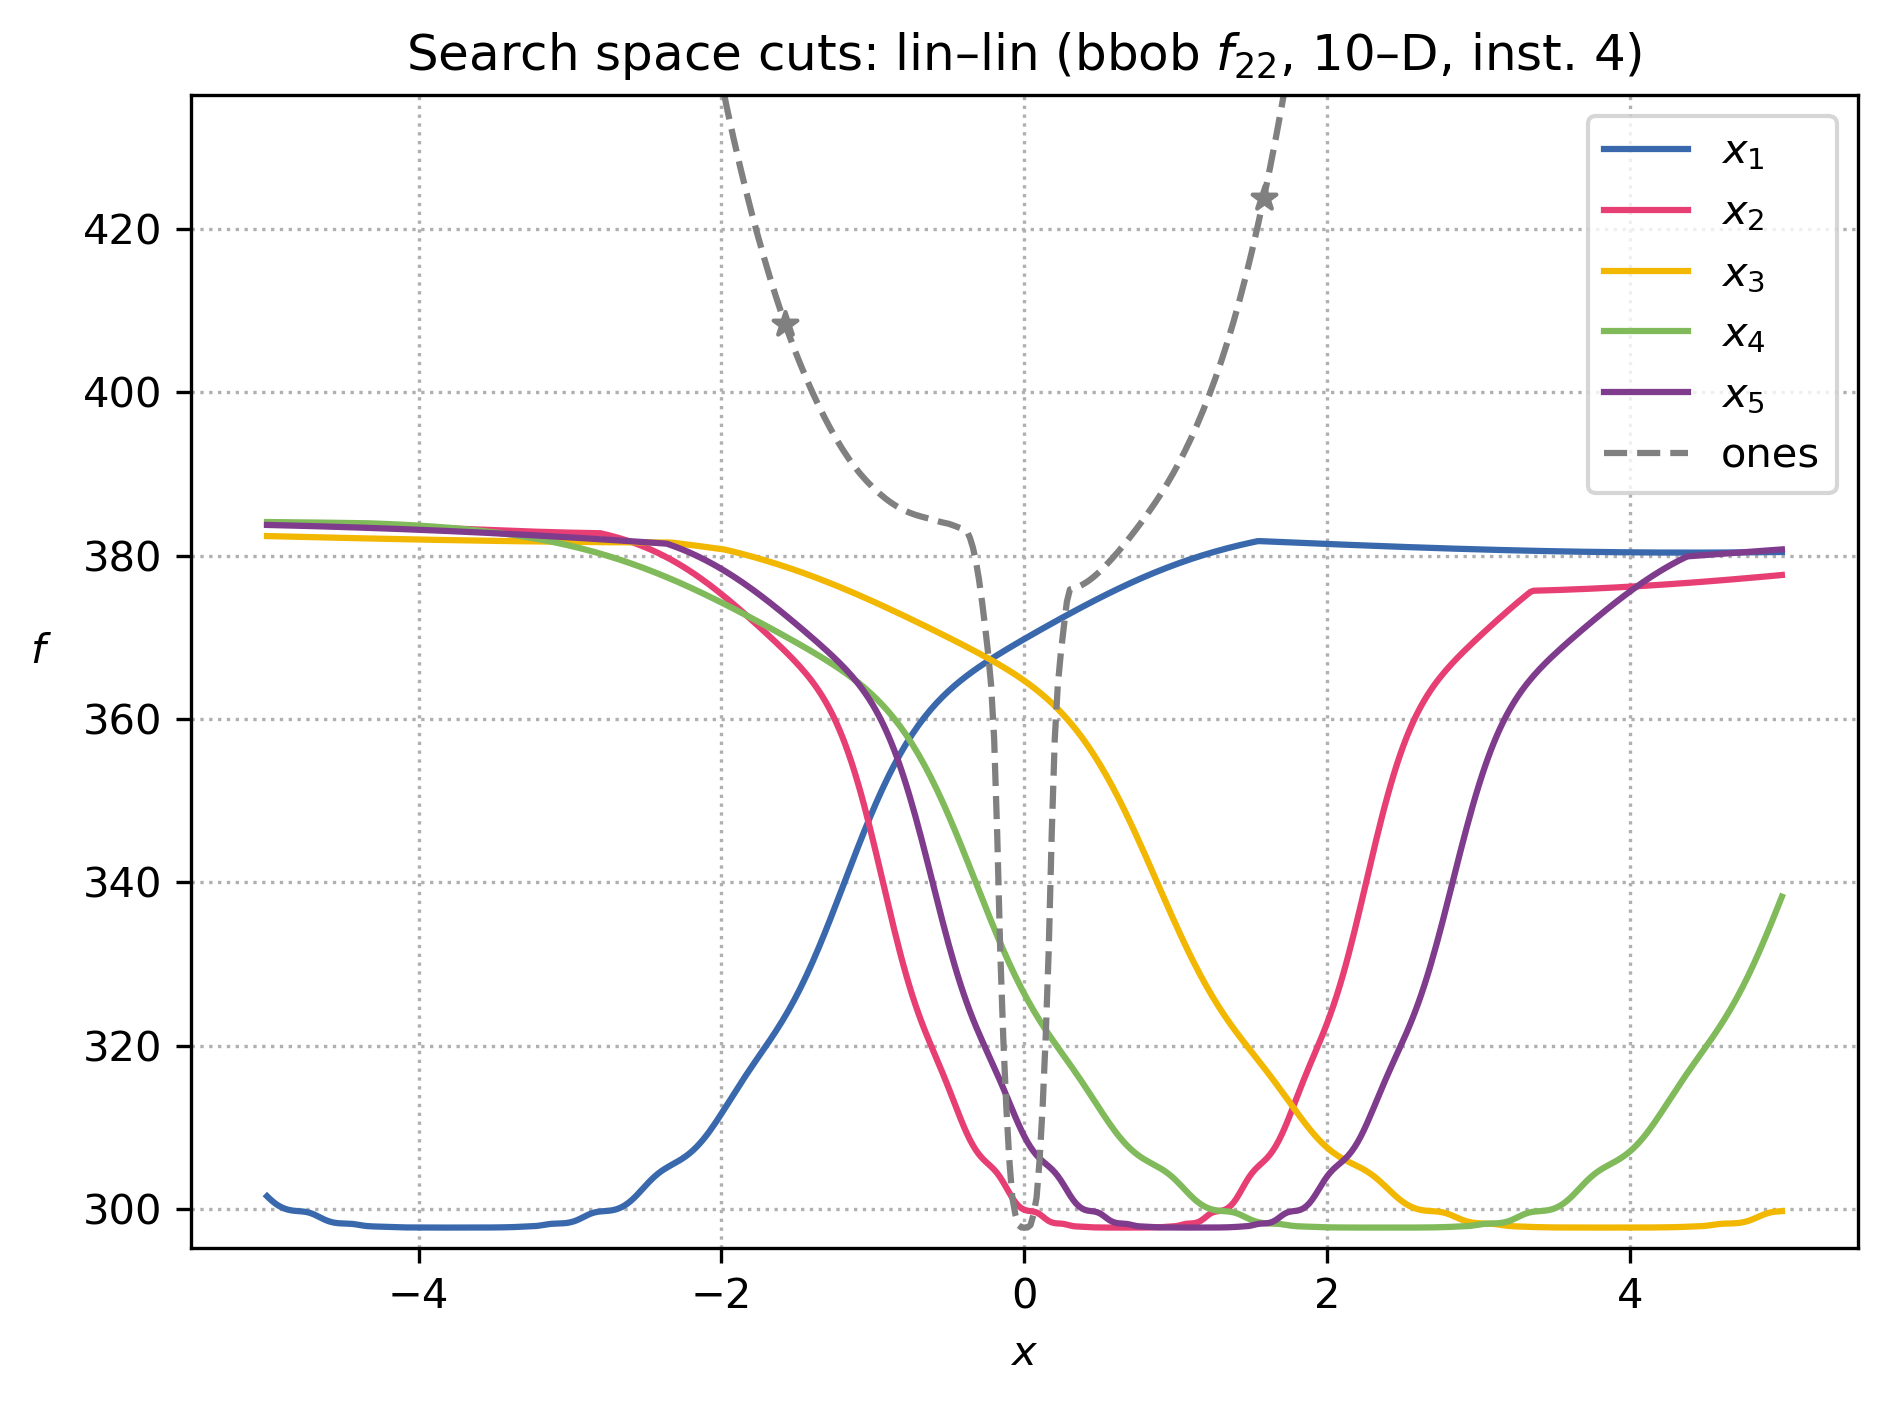 Search space cuts: lin–lin (bbob f₂₂, 10–D, inst. 4)
420
400
380
360
340
320
300
f
−4
−2
0
2
4
x
x₁
x₂
x₃
x₄
x₅
ones